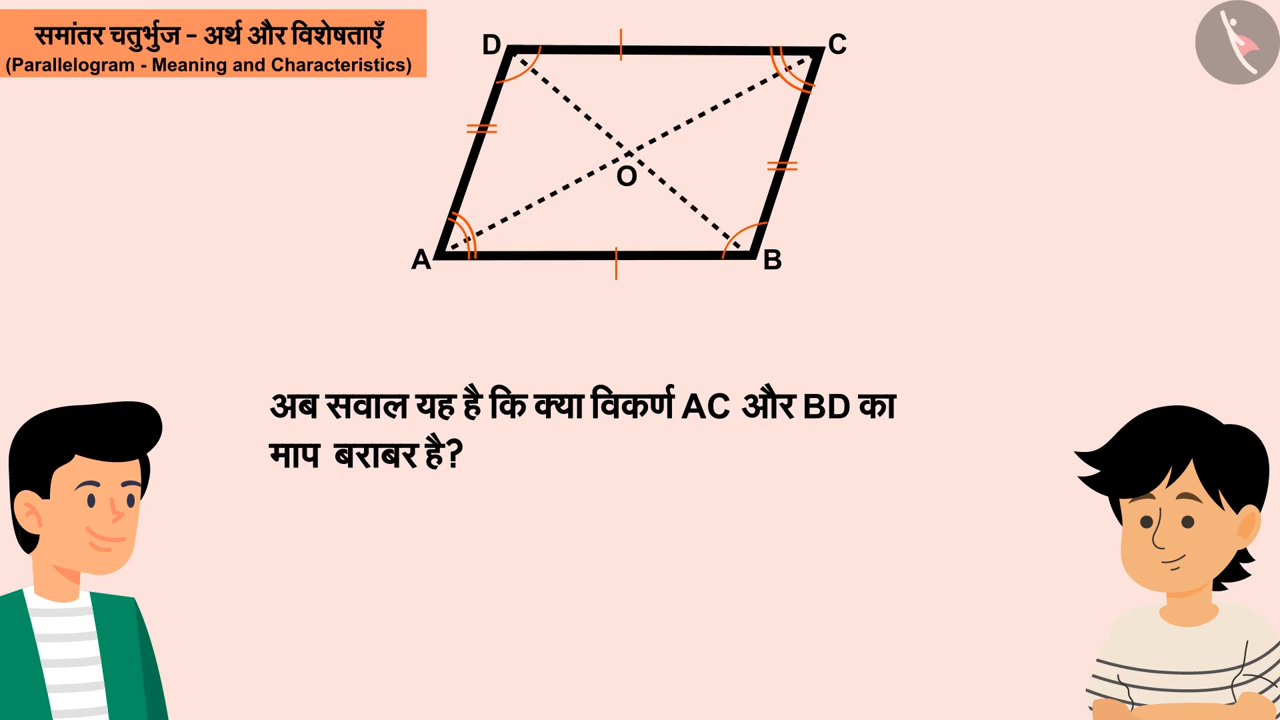 समांतर चतुर्भुज - अर्थ और विशेषताएँ
(Parallelogram - Meaning and Characteristics)
D
C
O
A
B
अब सवाल यह है कि क्या विकर्ण AC और BD का
माप बराबर है?